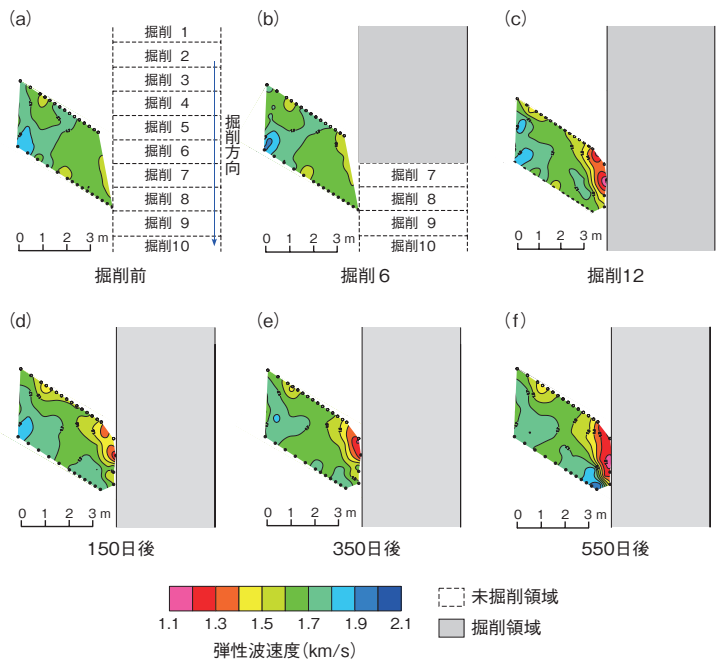 (a)
掘削 1
掘削 2
掘削 3
掘削 4
掘削 5
掘削 6
掘削 7
掘削 8
掘削 9
掘削10
掘削方向
0 1 2 3 m
掘削前
(b)
掘削 7
掘削 8
掘削 9
掘削10
0 1 2 3 m
掘削 6
(c)
0 1 2 3 m
掘削12
(d)
0 1 2 3 m
150日後
(e)
0 1 2 3 m
350日後
(f)
0 1 2 3 m
550日後
1.1 1.3 1.5 1.7 1.9 2.1
弾性波速度(km/s)
未掘削領域
掘削領域